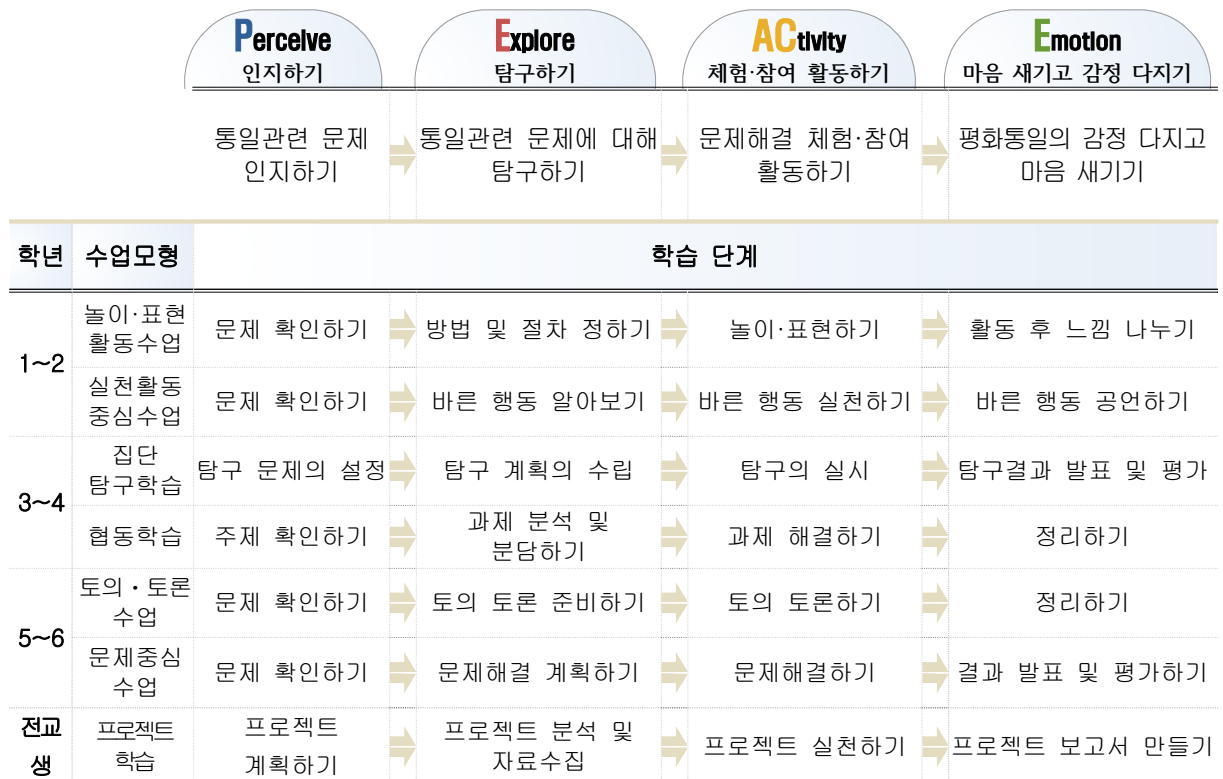 Perceive Explore ACtivity Emotion
인지하기 탐구하기 체험·참여 활동하기 마음 새기고 감정 다지기
통일관련 문제 통일관련 문제에 대해 문제해결 체험·참여 평화통일의 감정 다지고
인지하기 탐구하기 활동하기 마음 새기기
학년 수업모형 학습 단계
1~2
놀이·표현
활동수업
문제 확인하기 방법 및 절차 정하기 놀이·표현하기 활동 후 느낌 나누기
실천활동
중심수업
문제 확인하기 바른 행동 알아보기 바른 행동 실천하기 바른 행동 공언하기
3~4
집단
탐구학습
탐구 문제의 설정 탐구 계획의 수립 탐구의 실시 탐구결과 발표 및 평가
협동학습 주제 확인하기
과제 분석 및
분담하기
과제 해결하기 정리하기
5~6
토의·토론
수업
문제 확인하기 토의 토론 준비하기 토의 토론하기 정리하기
문제중심
수업
문제 확인하기 문제해결 계획하기 문제해결하기 결과 발표 및 평가하기
전교
생
프로젝트
학습
프로젝트
계획하기
프로젝트 분석 및
자료수집
프로젝트 실천하기 프로젝트 보고서 만들기